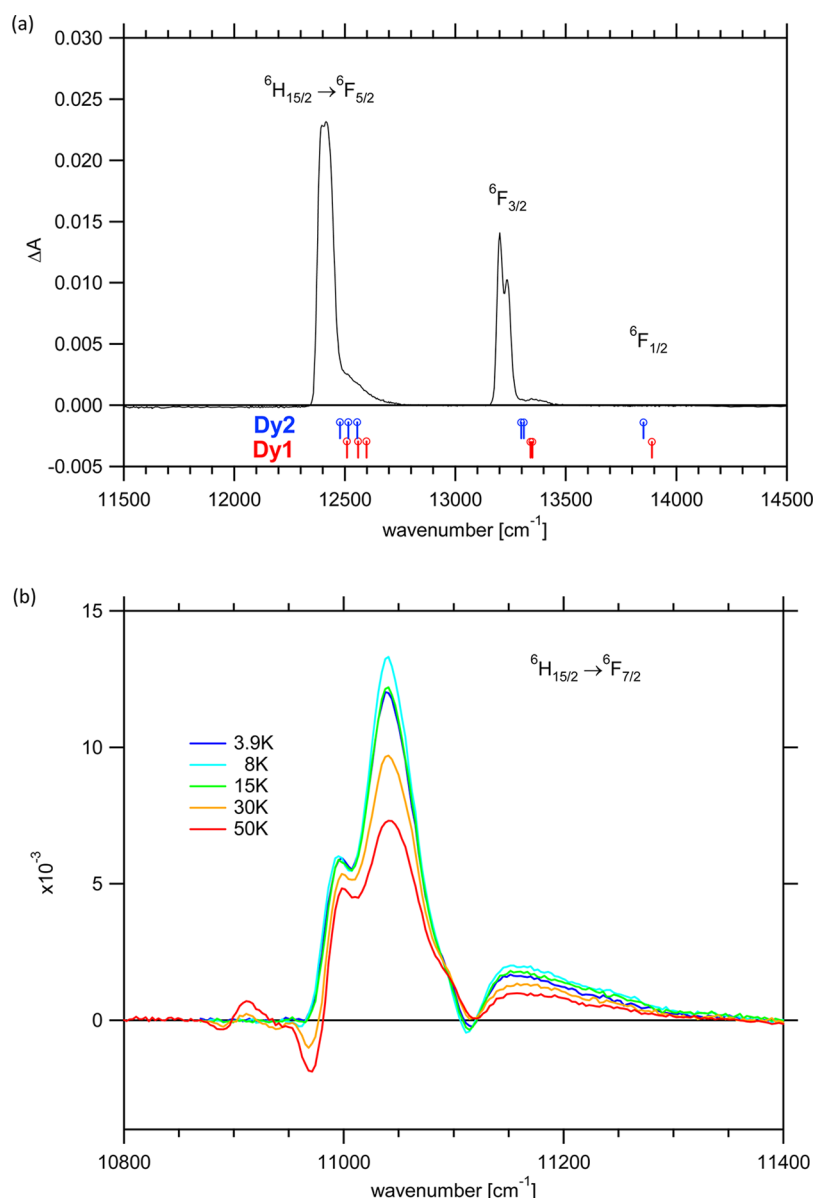 (a)
0.030
0.025
0.020
0.015
0.010
0.005
0.000
-0.005
ΔA
⁶H₁₅/₂ → ⁶F₅/₂
⁶F₃/₂
⁶F₁/₂
Dy2
Dy1
11500 12000 12500 13000 13500 14000 14500
wavenumber [cm⁻¹]
(b)
15
10
5
0
x10⁻³
⁶H₁₅/₂ → ⁶F₇/₂
3.9K
8K
15K
30K
50K
10800 11000 11200 11400
wavenumber [cm⁻¹]